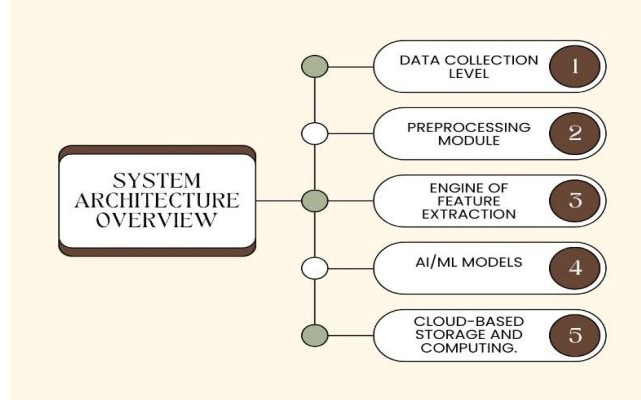 SYSTEM
ARCHITECTURE
OVERVIEW
DATA COLLECTION
LEVEL
1
PREPROCESSING
MODULE
2
ENGINE OF
FEATURE
EXTRACTION
3
AI/ML MODELS
4
CLOUD-BASED
STORAGE AND
COMPUTING.
5